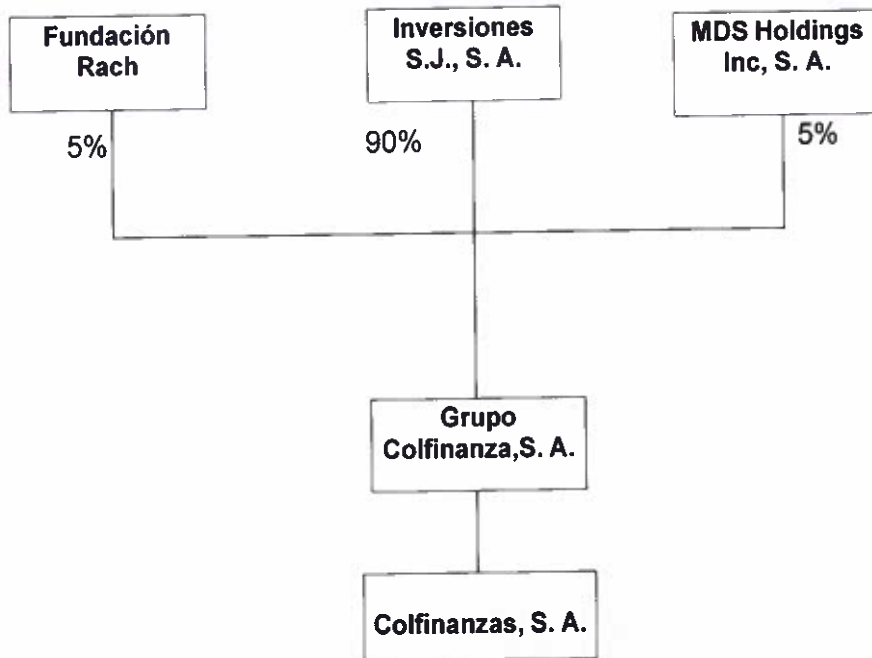 Fundación
Rach
Inversiones
S.J., S. A.
MDS Holdings
Inc, S. A.
5%
90%
5%
Grupo
Colfinanza,S. A.
Colfinanzas, S. A.